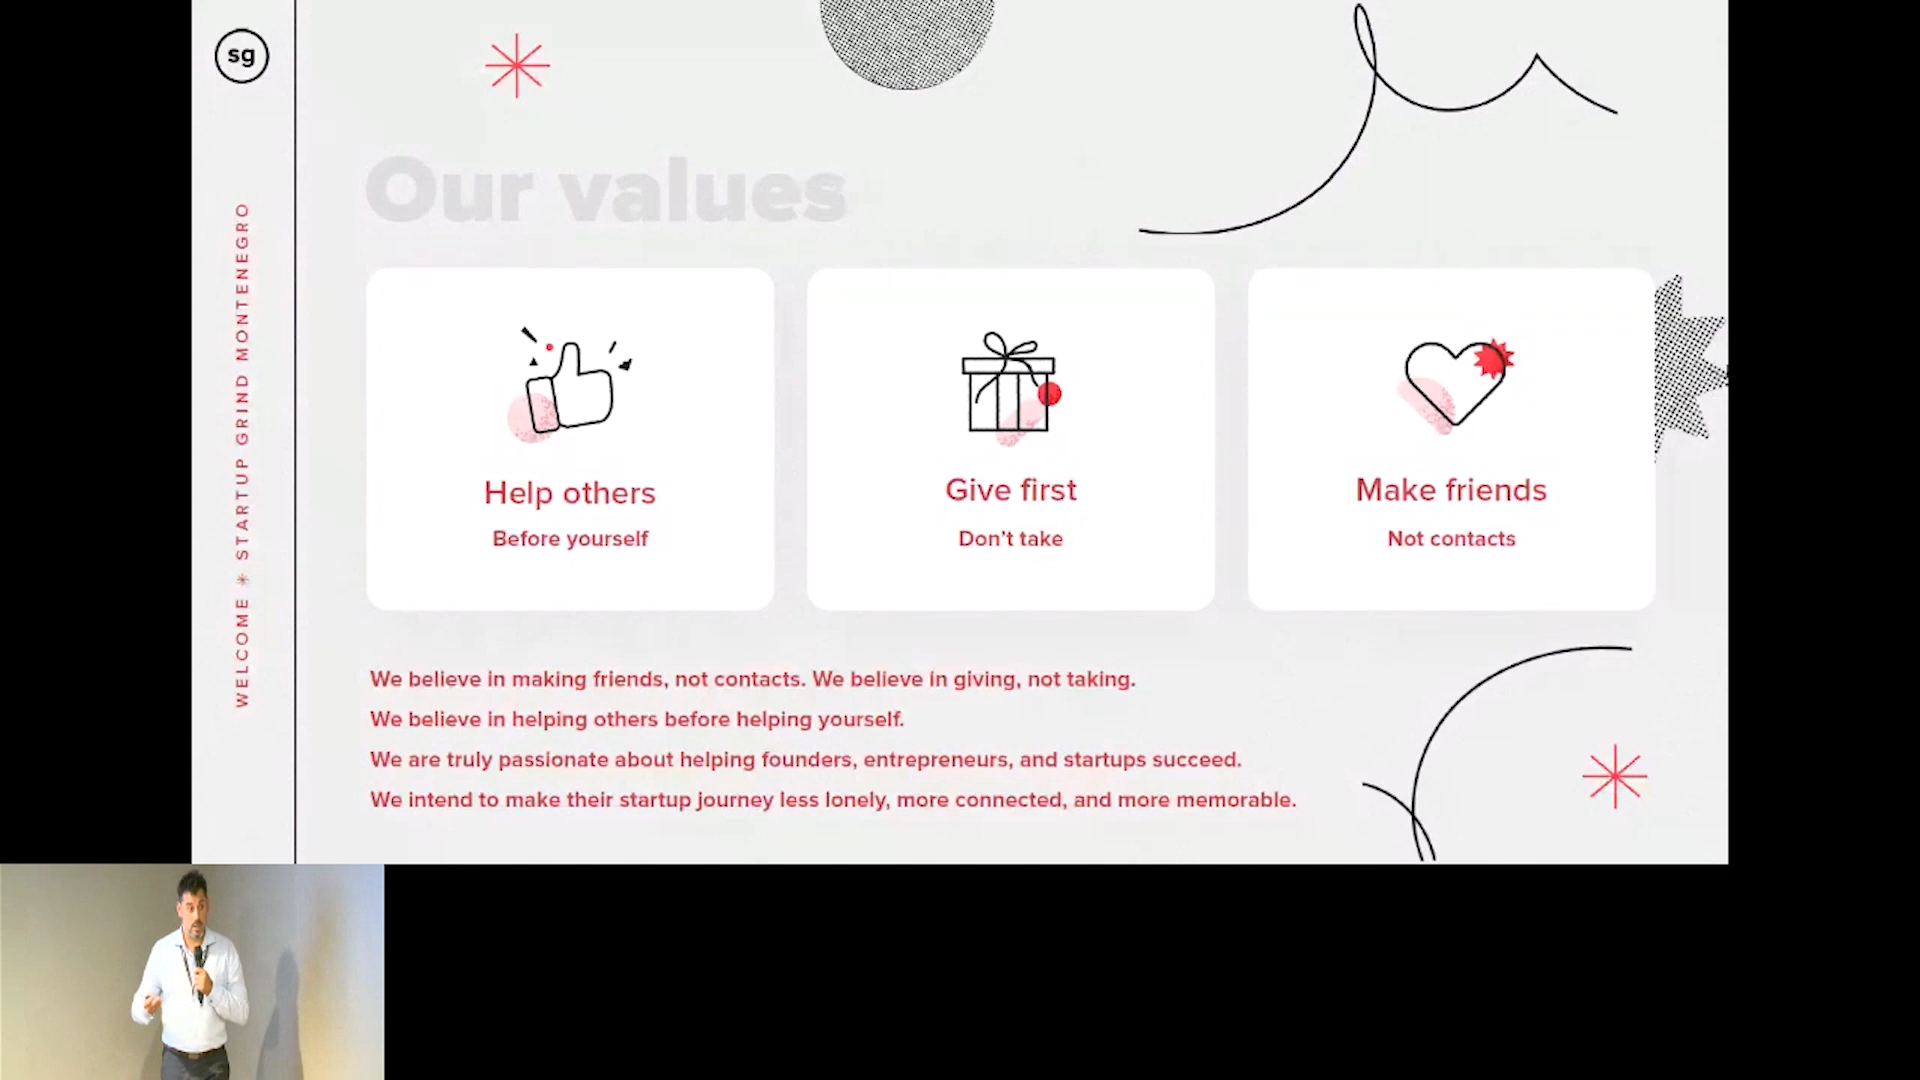 sg
WELCOME ✳ STARTUP GRIND MONTENEGRO
Our values
Help others
Before yourself
Give first
Don't take
Make friends
Not contacts
We believe in making friends, not contacts. We believe in giving, not taking.
We believe in helping others before helping yourself.
We are truly passionate about helping founders, entrepreneurs, and startups succeed.
We intend to make their startup journey less lonely, more connected, and more memorable.